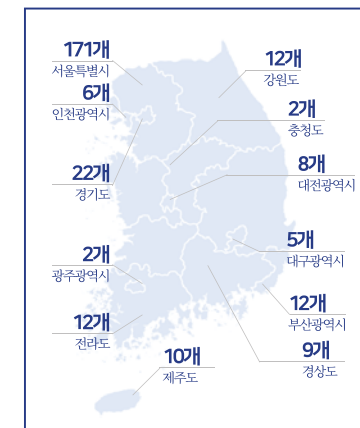 171개
서울특별시
6개
인천광역시
22개
경기도
2개
광주광역시
12개
전라도
10개
제주도
12개
강원도
2개
충청도
8개
대전광역시
5개
대구광역시
12개
부산광역시
9개
경상도